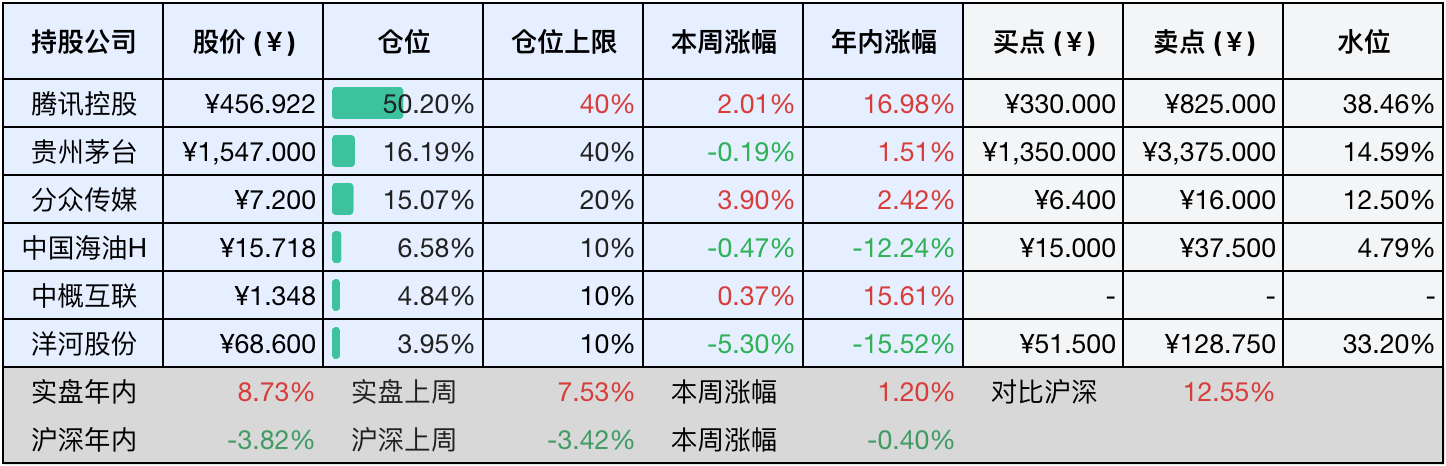 持股公司 股价 (¥) 仓位 仓位上限 本周涨幅 年内涨幅 买点 (¥) 卖点 (¥) 水位
腾讯控股 ¥456.922 50.20% 40% 2.01% 16.98% ¥330.000 ¥825.000 38.46%
贵州茅台 ¥1,547.000 16.19% 40% -0.19% 1.51% ¥1,350.000 ¥3,375.000 14.59%
分众传媒 ¥7.200 15.07% 20% 3.90% 2.42% ¥6.400 ¥16.000 12.50%
中国海油H ¥15.718 6.58% 10% -0.47% -12.24% ¥15.000 ¥37.500 4.79%
中概互联 ¥1.348 4.84% 10% 0.37% 15.61% - - -
洋河股份 ¥68.600 3.95% 10% -5.30% -15.52% ¥51.500 ¥128.750 33.20%
实盘年内 8.73% 实盘上周 7.53% 本周涨幅 1.20% 对比沪深 12.55%
沪深年内 -3.82% 沪深上周 -3.42% 本周涨幅 -0.40%